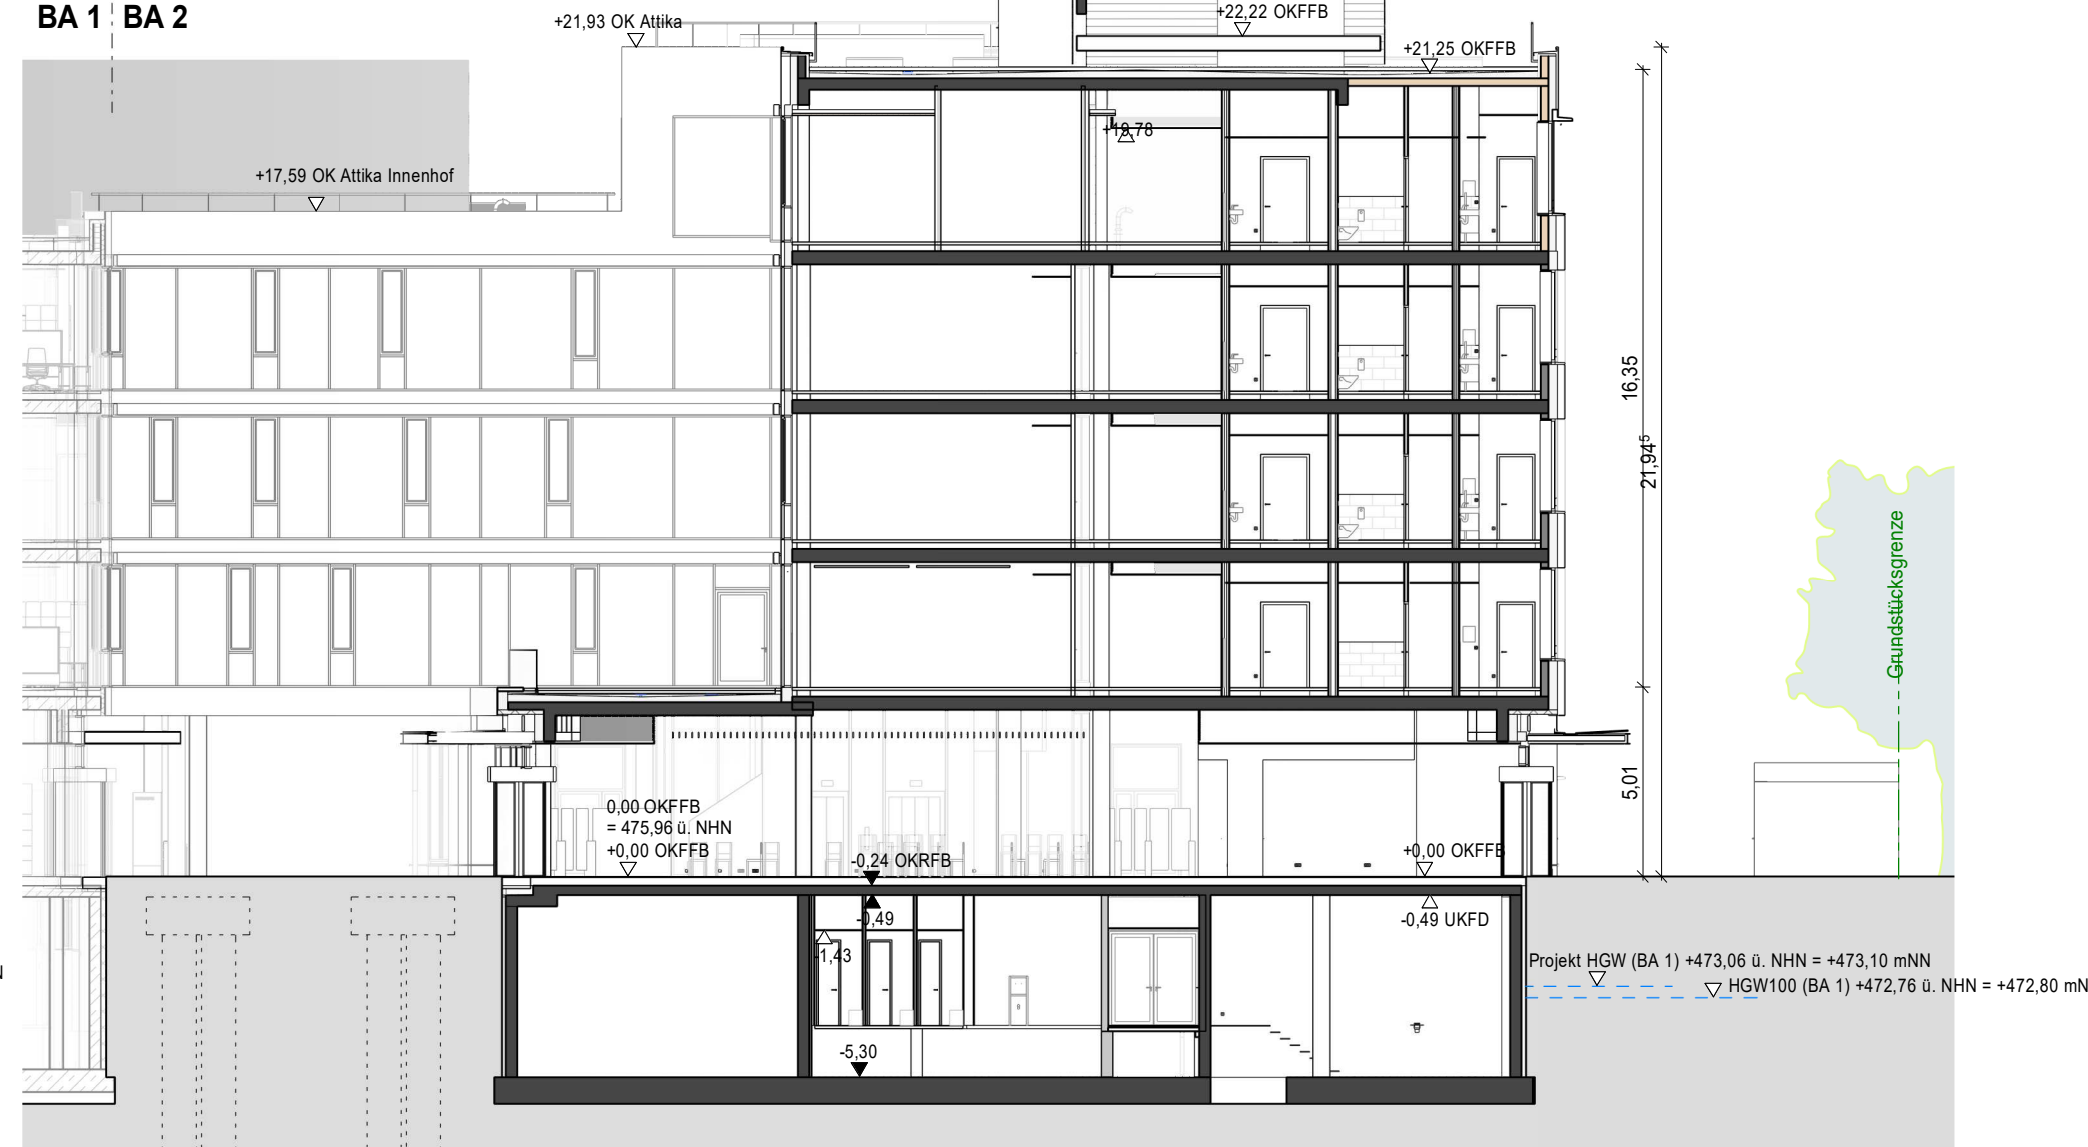 BA 1 BA 2
+21,93 OK Attika
+22,22 OKFFB
+21,25 OKFFB
+19,78
+17,59 OK Attika Innenhof
16,35
21,94⁵
Grundstücksgrenze
5,01
0,00 OKFFB
= 475,96 ü. NHN
+0,00 OKFFB
-0,24 OKRFB
+0,00 OKFFB
-0,49
-0,49 UKFD
-1,43
Projekt HGW (BA 1) +473,06 ü. NHN = +473,10 mNN
HGW100 (BA 1) +472,76 ü. NHN = +472,80 mN
-5,30